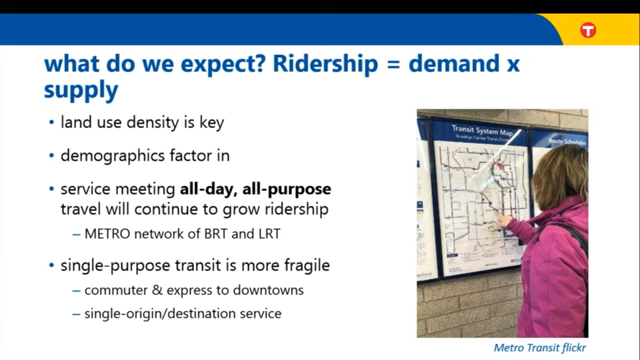 T
what do we expect? Ridership = demand x
supply
• land use density is key
• demographics factor in
• service meeting all-day, all-purpose
travel will continue to grow ridership
– METRO network of BRT and LRT
• single-purpose transit is more fragile
– commuter & express to downtowns
– single-origin/destination service
Transit System Map
Route Schedules
Metro Transit flickr